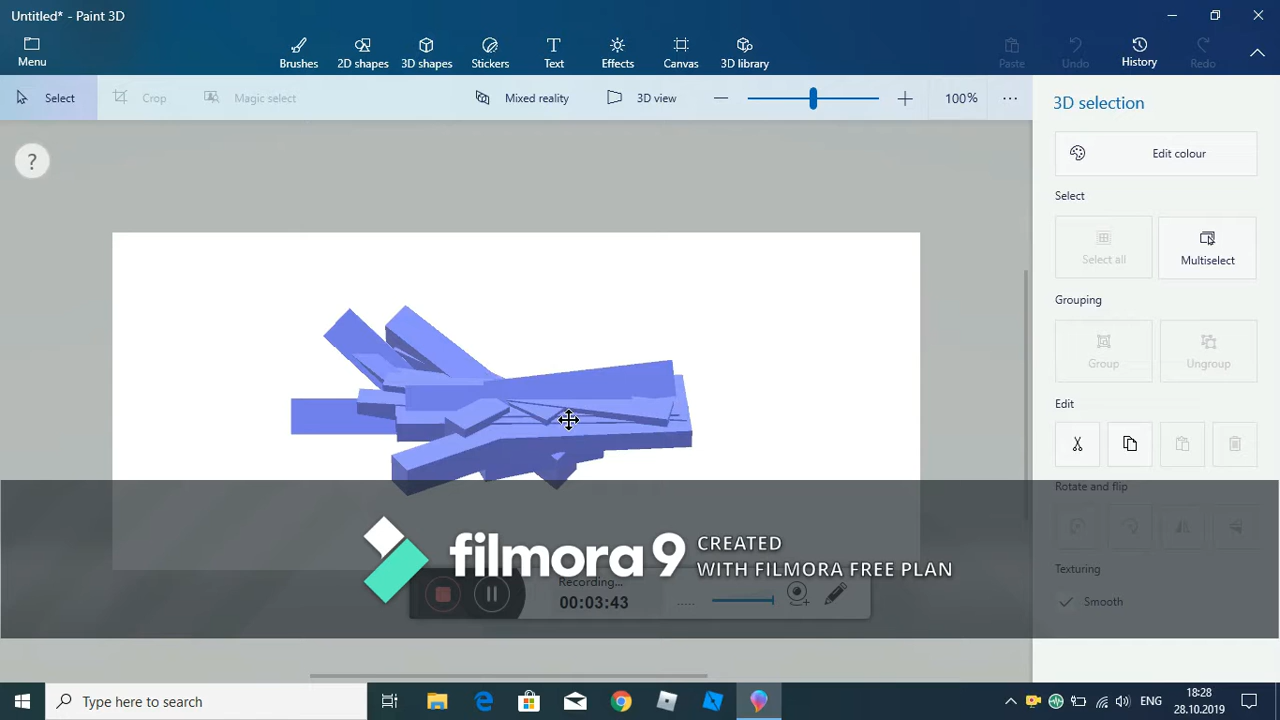 Untitled* - Paint 3D
Menu
Brushes
2D shapes
3D shapes
Stickers
Text
Effects
Canvas
3D library
Paste
Undo
History
Redo
Select
Crop
Magic select
Mixed reality
3D view
100%
?
3D selection
Edit colour
Select
Select all
Multiselect
Grouping
Group
Ungroup
Edit
Rotate and flip
Texturing
Smooth
filmora9
CREATED
WITH FILMORA FREE PLAN
Recording...
00:03:43
Type here to search
ENG
18:28
28.10.2019